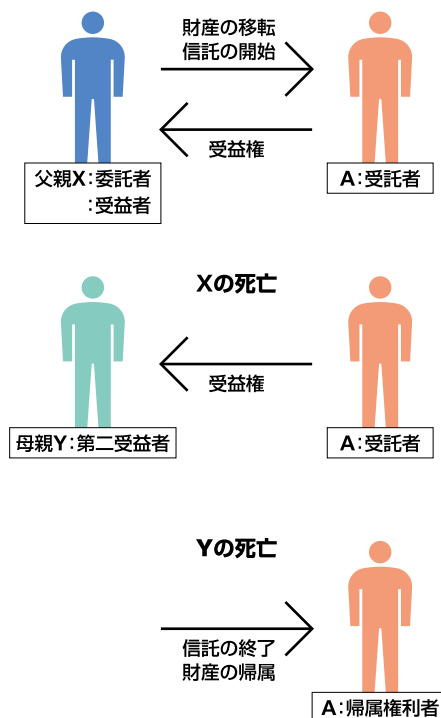 財産の移転
信託の開始
受益権
父親X：委託者
：受益者
A：受託者
Xの死亡
受益権
母親Y：第二受益者
A：受託者
Yの死亡
信託の終了
財産の帰属
A：帰属権利者